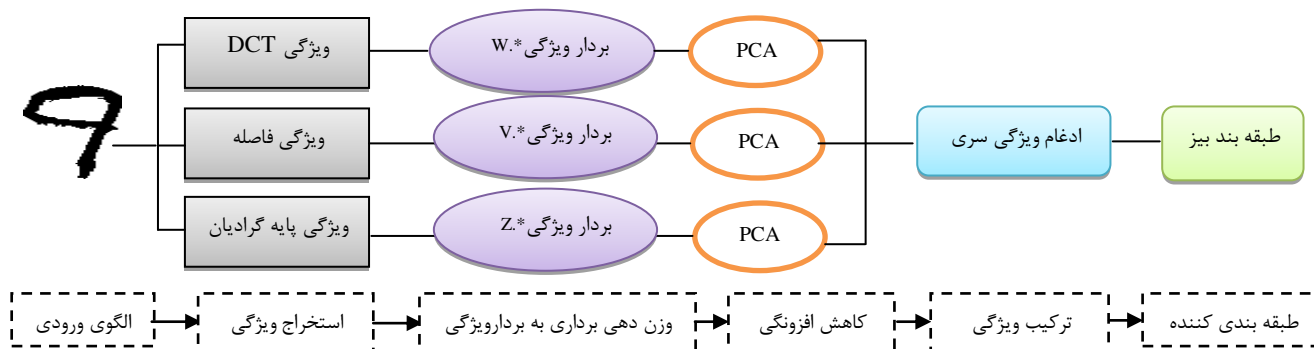 ویژگی DCT
بردار ویژگی*.W
PCA
ویژگی فاصله
بردار ویژگی*.V
PCA
ادغام ویژگی سری
طبقه بند بیز
ویژگی پایه گرادیان
بردار ویژگی*.Z
PCA
الگوی ورودی
استخراج ویژگی
وزن دهی برداری به بردارویژگی
کاهش افزونگی
ترکیب ویژگی
طبقه بندی کننده